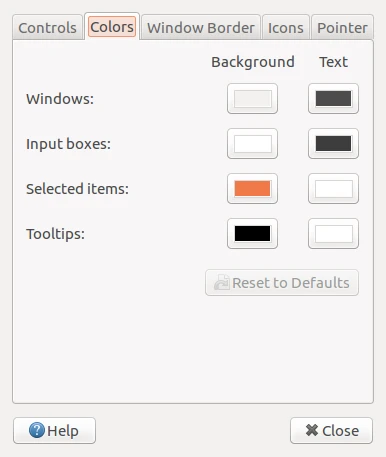 Controls Colors Window Border Icons Pointer
Background Text
Windows:
Input boxes:
Selected items:
Tooltips:
Reset to Defaults
Help Close